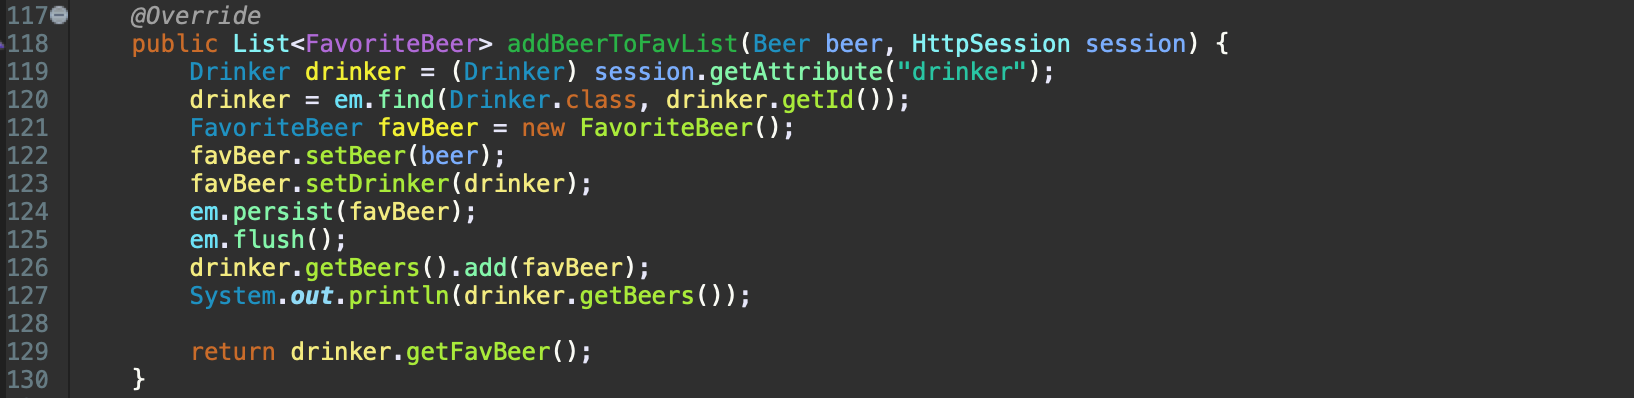 117 @Override
118 public List<FavoriteBeer> addBeerToFavList(Beer beer, HttpSession session) {
119 Drinker drinker = (Drinker) session.getAttribute("drinker");
120 drinker = em.find(Drinker.class, drinker.getId());
121 FavoriteBeer favBeer = new FavoriteBeer();
122 favBeer.setBeer(beer);
123 favBeer.setDrinker(drinker);
124 em.persist(favBeer);
125 em.flush();
126 drinker.getBeers().add(favBeer);
127 System.out.println(drinker.getBeers());
128
129 return drinker.getFavBeer();
130 }